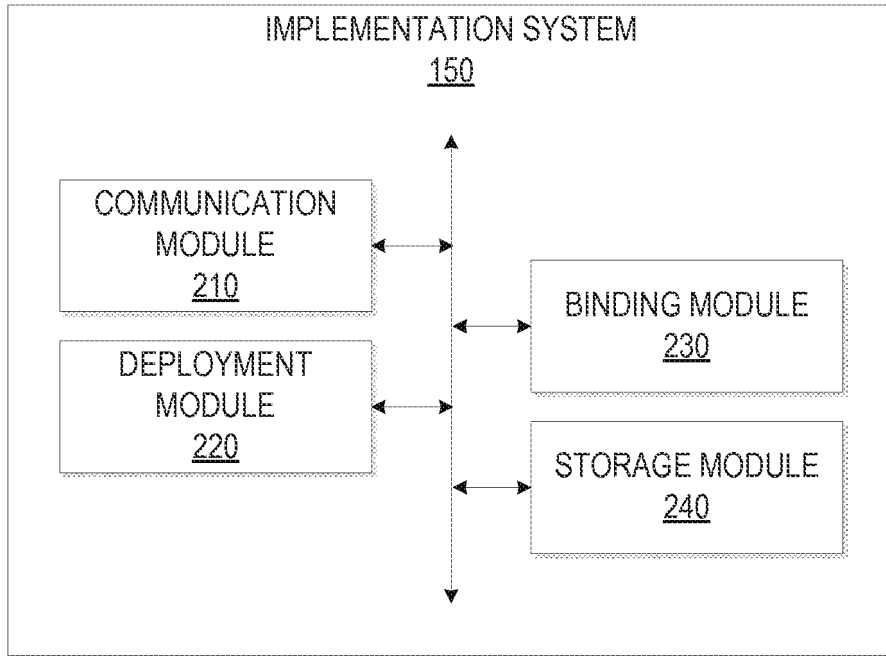 IMPLEMENTATION SYSTEM
150
COMMUNICATION
MODULE
210
DEPLOYMENT
MODULE
220
BINDING MODULE
230
STORAGE MODULE
240